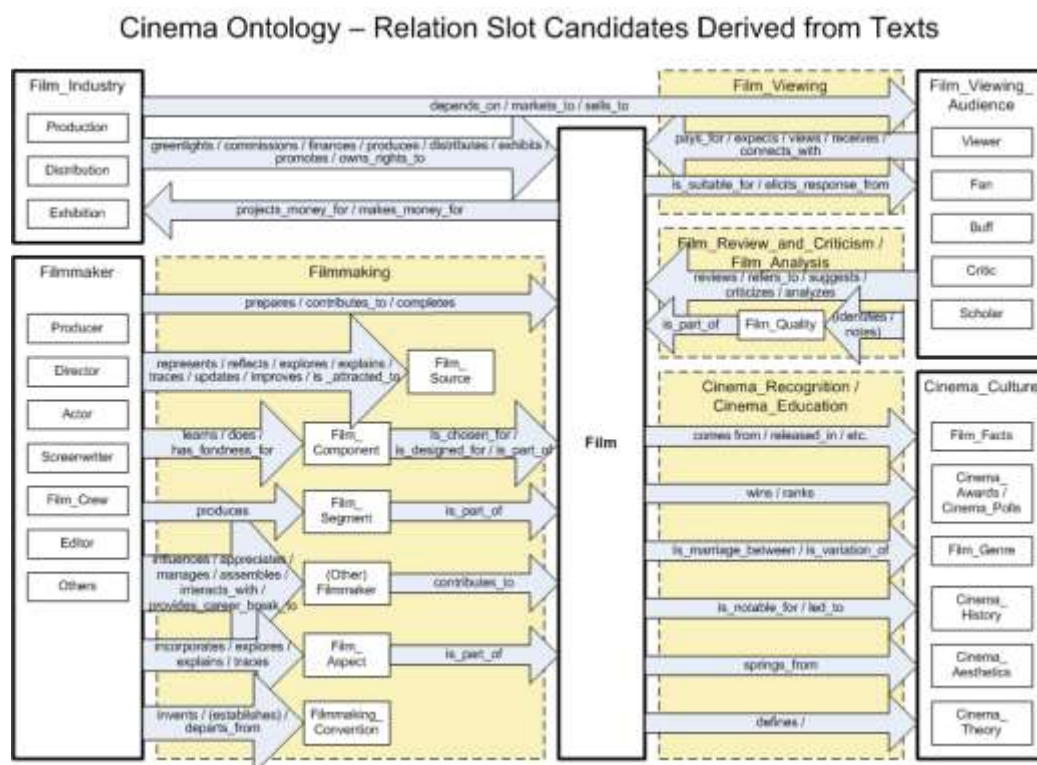 Cinema Ontology – Relation Slot Candidates Derived from Texts
Film_Industry
Production
Distribution
Exhibition
depends_on / markets_to / sells_to
greenlights / commissions / finances / produces / distributes / exhibits /
promotes / owns_rights_to
projects_money_for / makes_money_for
Film_Viewing
pays_for / expects / views / receives /
connects_with
is_suitable_for / elicits_response_from
Film_Review_and_Criticism /
Film_Analysis
reviews / refers_to / suggests /
criticizes / analyzes
is_part_of
Film_Quality
(identifies /
notes)
Film_Viewing_
Audience
Viewer
Fan
Buff
Critic
Scholar
Filmmaker
Producer
Director
Actor
Screenwriter
Film_Crew
Editor
Others
Filmmaking
prepares / contributes_to / completes
represents / reflects / explores / explains /
traces / updates / improves / is _attracted_to
Film_
Source
learns / does /
has_fondness_for
Film_
Component
is_chosen_for /
is_designed_for / is_part_of
produces
Film_
Segment
is_part_of
influences / appreciates /
manages / assembles /
interacts_with /
provides_career_break_to
(Other)
Filmmaker
contributes_to
incorporates / explores /
explains / traces
Film_
Aspect
is_part_of
invents / (establishes) /
departs_from
Filmmaking_
Convention
Film
Cinema_Recognition /
Cinema_Education
comes from / released_in / etc.
wins / ranks
is_marriage_between / is_variation_of
is_notable_for / led_to
springs_from
defines /
Cinema_Culture
Film_Facts
Cinema_
Awards /
Cinema_Polls
Film_Genre
Cinema_
History
Cinema_
Aesthetics
Cinema_
Theory